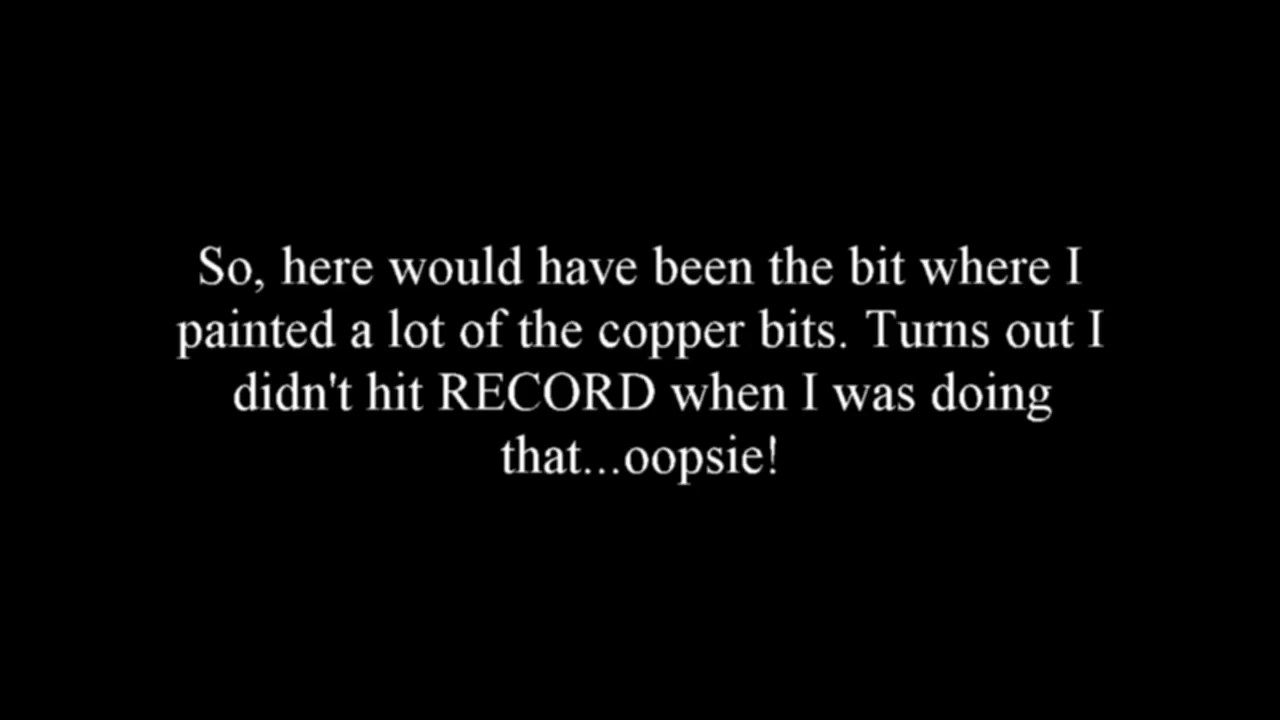 So, here would have been the bit where I
painted a lot of the copper bits. Turns out I
didn't hit RECORD when I was doing
that...oopsie!